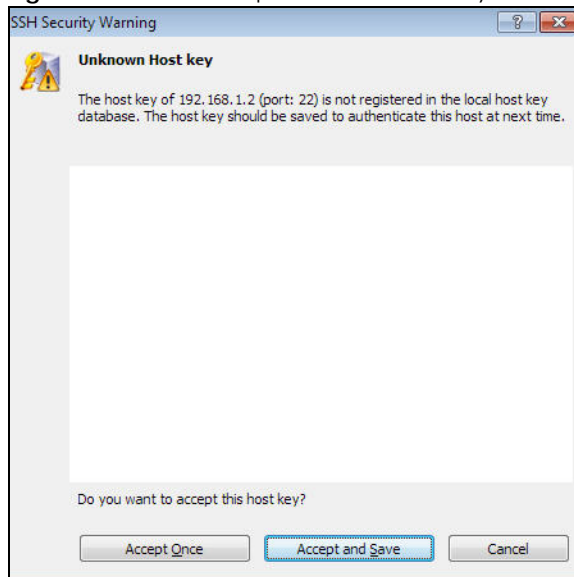 SSH Security Warning
Unknown Host key
The host key of 192.168.1.2 (port: 22) is not registered in the local host key
database. The host key should be saved to authenticate this host at next time.
Do you want to accept this host key?
Accept Once Accept and Save Cancel